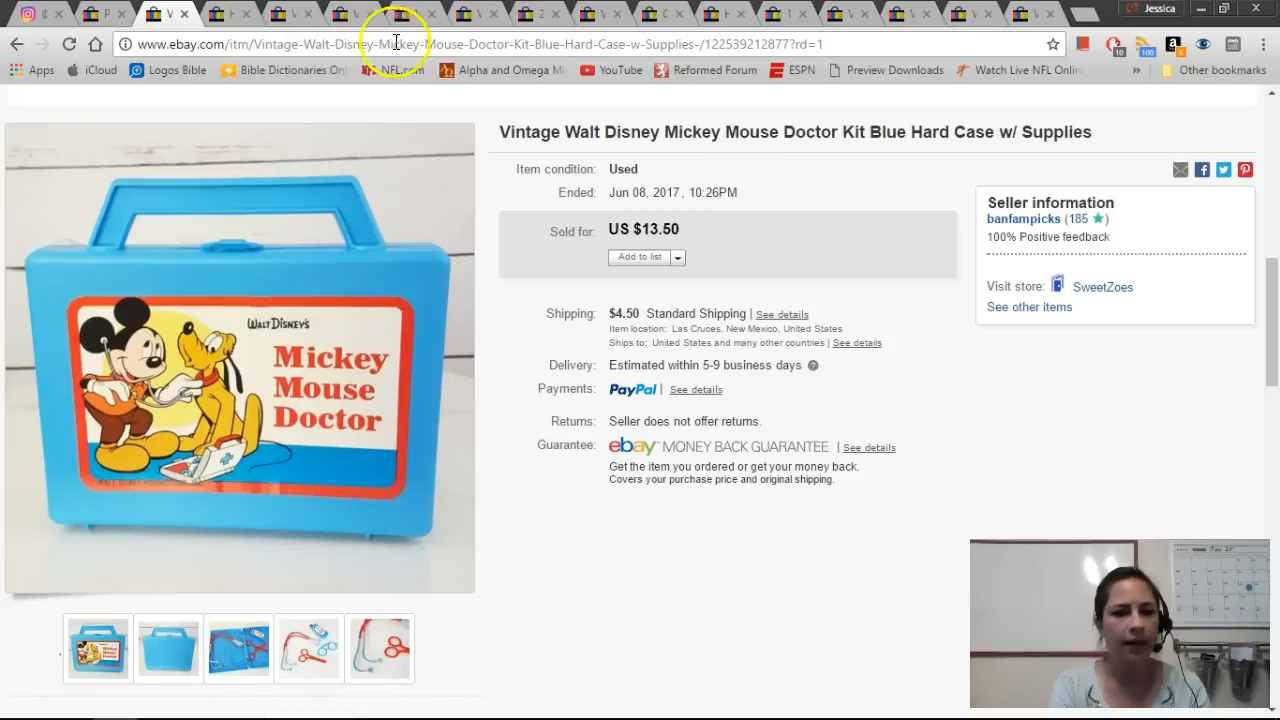 Jessica
www.ebay.com/itm/Vintage-Walt-Disney-Mickey-Mouse-Doctor-Kit-Blue-Hard-Case-w-Supplies-/122539212877?rd=1
10
100
5
Apps
iCloud
Logos Bible
Bible Dictionaries On
NFL.com
Alpha and Omega Mi
YouTube
Reformed Forum
ESPN
Preview Downloads
Watch Live NFL Onlin
»
Other bookmarks
Vintage Walt Disney Mickey Mouse Doctor Kit Blue Hard Case w/ Supplies
Item condition: Used
Ended: Jun 08, 2017 , 10:26PM
Sold for: US $13.50
Add to list
Shipping: $4.50 Standard Shipping | See details
Item location: Las Cruces, New Mexico, United States
Ships to: United States and many other countries | See details
Delivery: Estimated within 5-9 business days
Payments: PayPal | See details
Returns: Seller does not offer returns.
Guarantee: ebay MONEY BACK GUARANTEE | See details
Get the item you ordered or get your money back.
Covers your purchase price and original shipping.
Seller information
banfampicks (185 ★)
100% Positive feedback
Visit store: SweetZoes
See other items
WALT DISNEY'S
Mickey
Mouse
Doctor